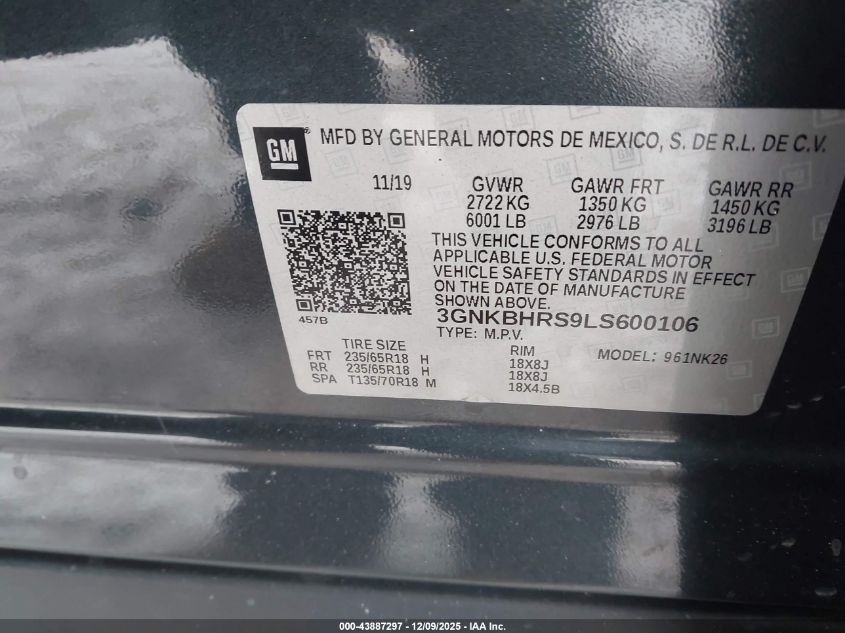 GM ® MFD BY GENERAL MOTORS DE MEXICO, S. DE R.L. DE C.V.
11/19 GVWR GAWR FRT GAWR RR
2722 KG 1350 KG 1450 KG
6001 LB 2976 LB 3196 LB
THIS VEHICLE CONFORMS TO ALL
APPLICABLE U.S. FEDERAL MOTOR
VEHICLE SAFETY STANDARDS IN EFFECT
ON THE DATE OF MANUFACTURE
SHOWN ABOVE.
457B 3GNKBHRS9LS600106
TYPE: M.P.V.
TIRE SIZE RIM MODEL: 961NK26
FRT 235/65R18 H 18X8J
RR 235/65R18 H 18X8J
SPA T135/70R18 M 18X4.5B
000-43887297 - 12/09/2025 - IAA Inc.